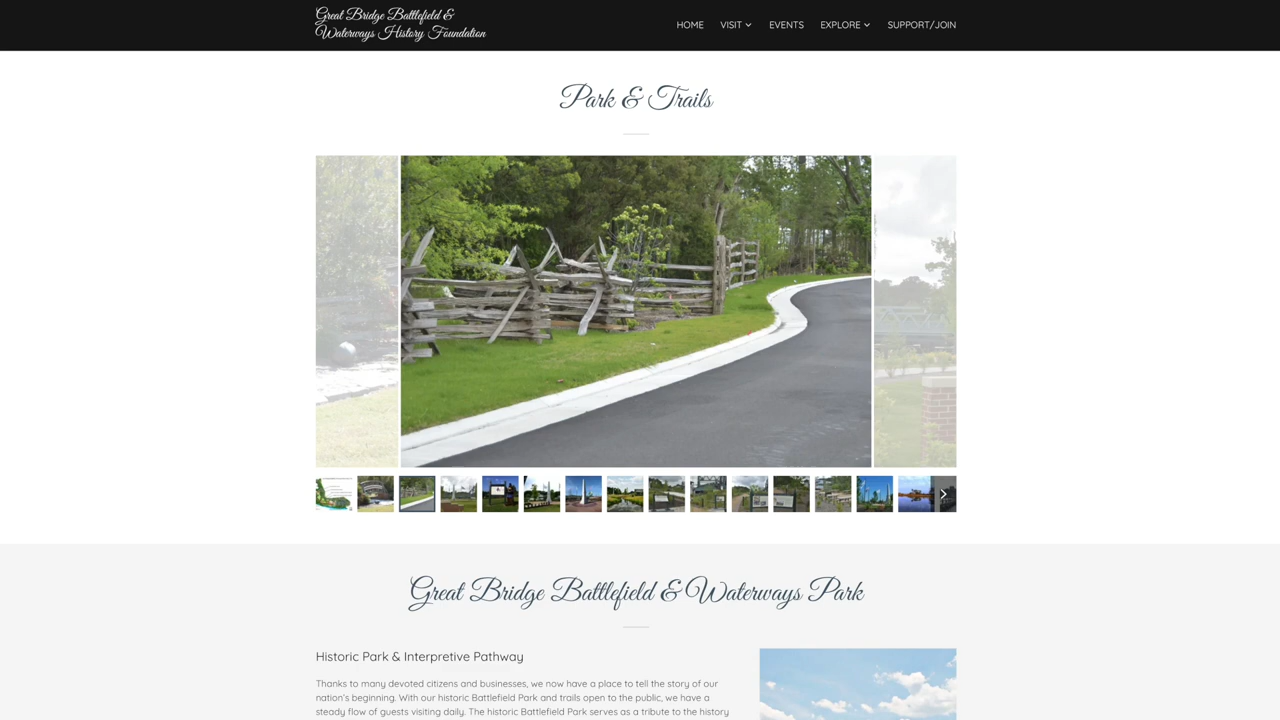 Great Bridge Battlefield &
Waterways History Foundation
HOME VISIT EVENTS EXPLORE SUPPORT/JOIN
Park & Trails
Great Bridge Battlefield & Waterways Park
Historic Park & Interpretive Pathway
Thanks to many devoted citizens and businesses, we now have a place to tell the story of our
nation's beginning. With our historic Battlefield Park and trails open to the public, we have a
steady flow of guests visiting daily. The historic Battlefield Park serves as a tribute to the history